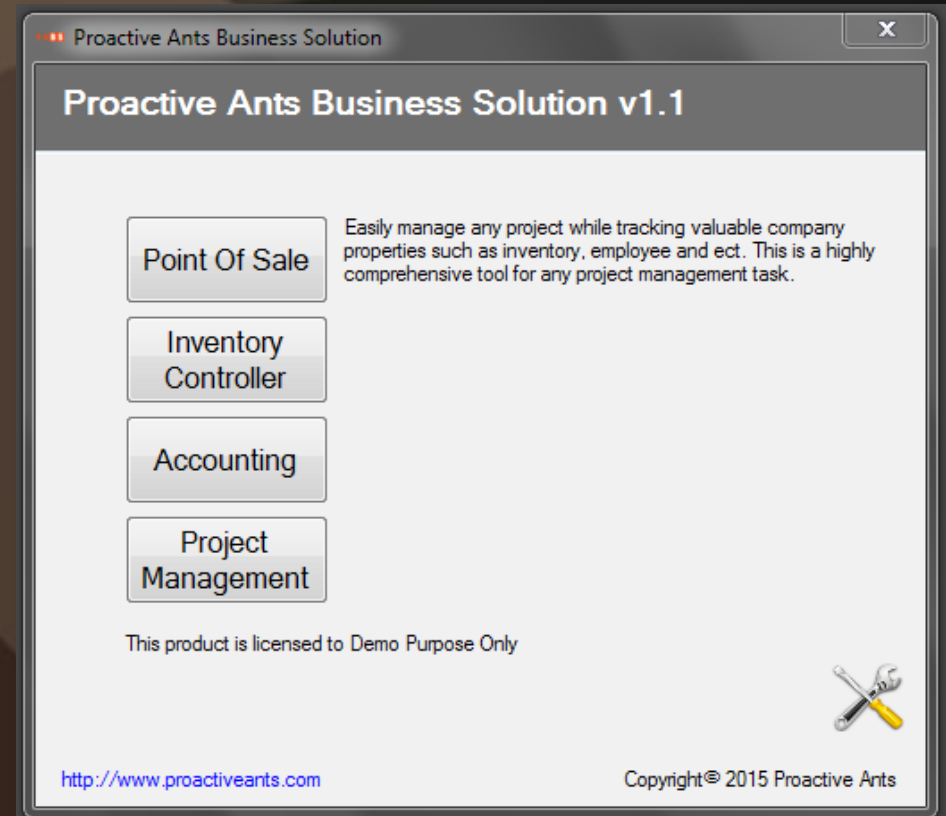 Proactive Ants Business Solution
Proactive Ants Business Solution v1.1
Point Of Sale
Easily manage any project while tracking valuable company
properties such as inventory, employee and ect. This is a highly
comprehensive tool for any project management task.
Inventory
Controller
Accounting
Project
Management
This product is licensed to Demo Purpose Only
http://www.proactiveants.com
Copyright© 2015 Proactive Ants